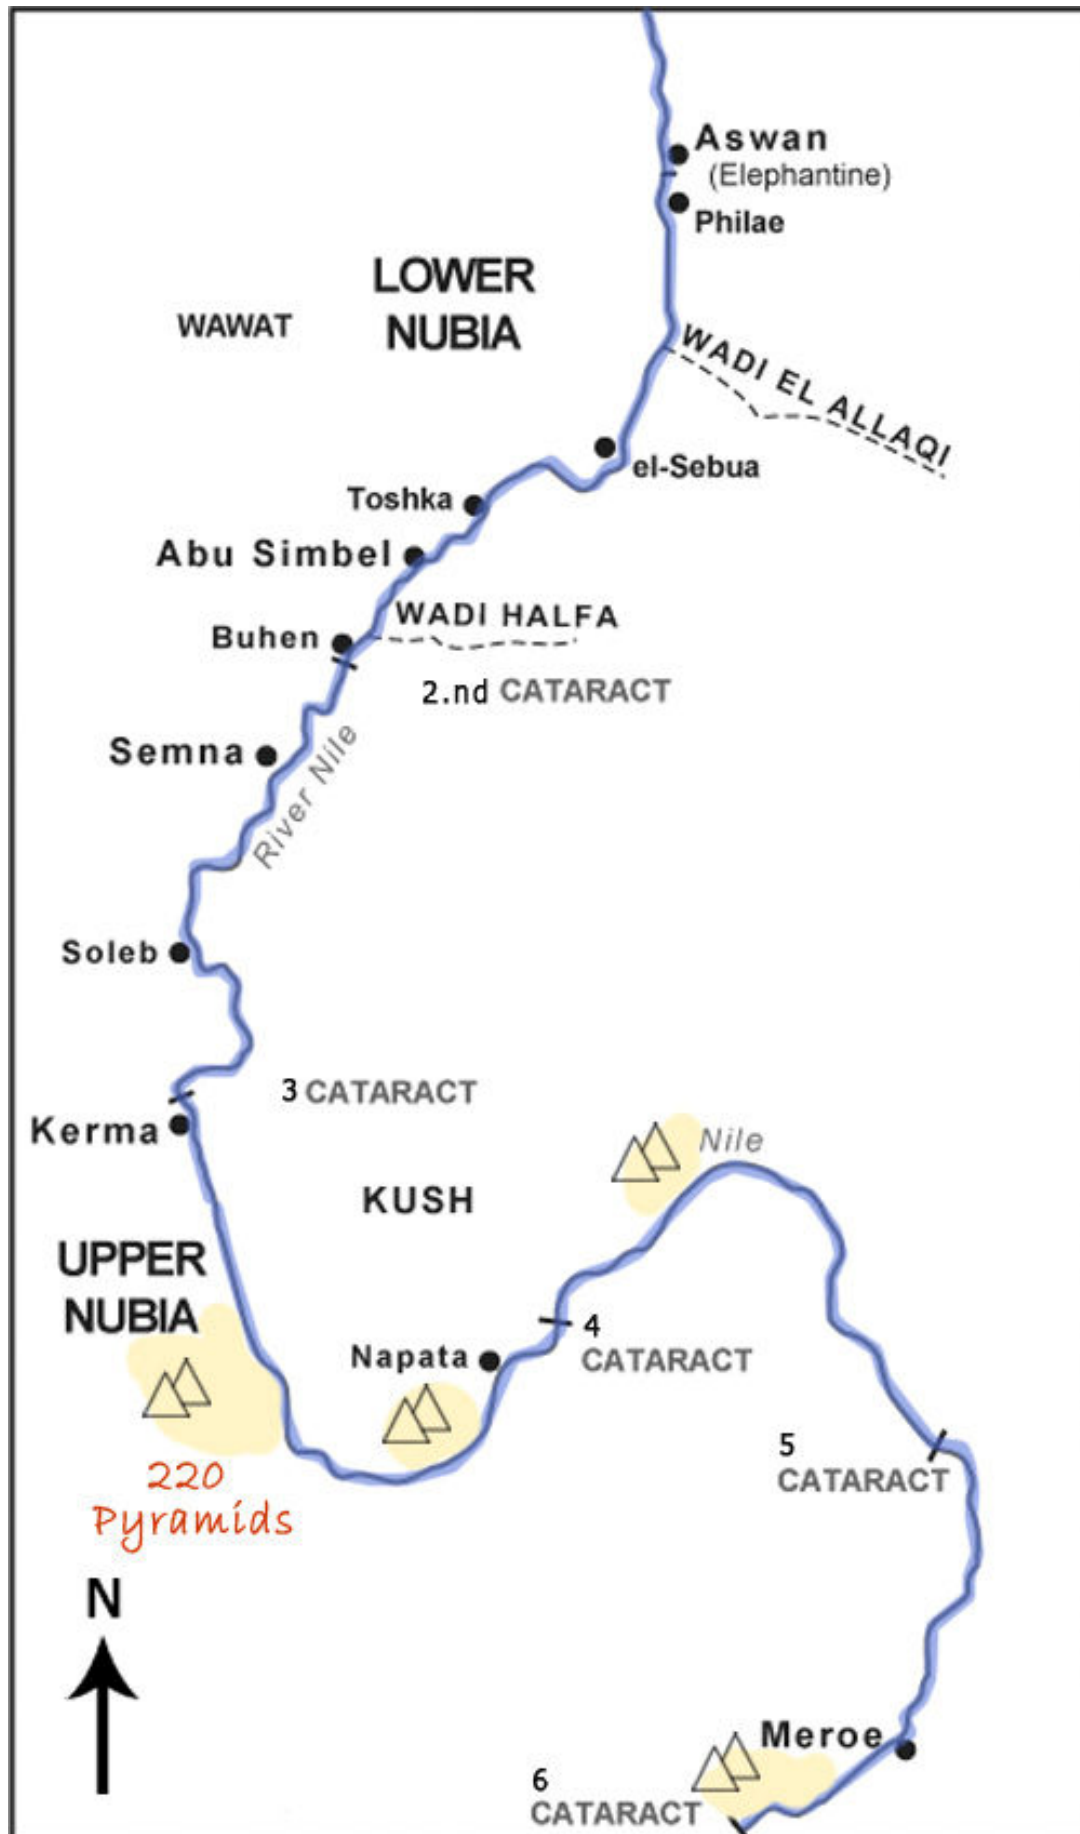 Aswan
(Elephantine)
Philae
LOWER
NUBIA
WAWAT
WADI EL ALLAQI
el-Sebua
Toshka
Abu Simbel
WADI HALFA
Buhen
2.nd CATARACT
Semna
River Nile
Soleb
3 CATARACT
Kerma
Nile
KUSH
UPPER
NUBIA
4
CATARACT
Napata
5
CATARACT
220
Pyramids
N
Meroe
6
CATARACT